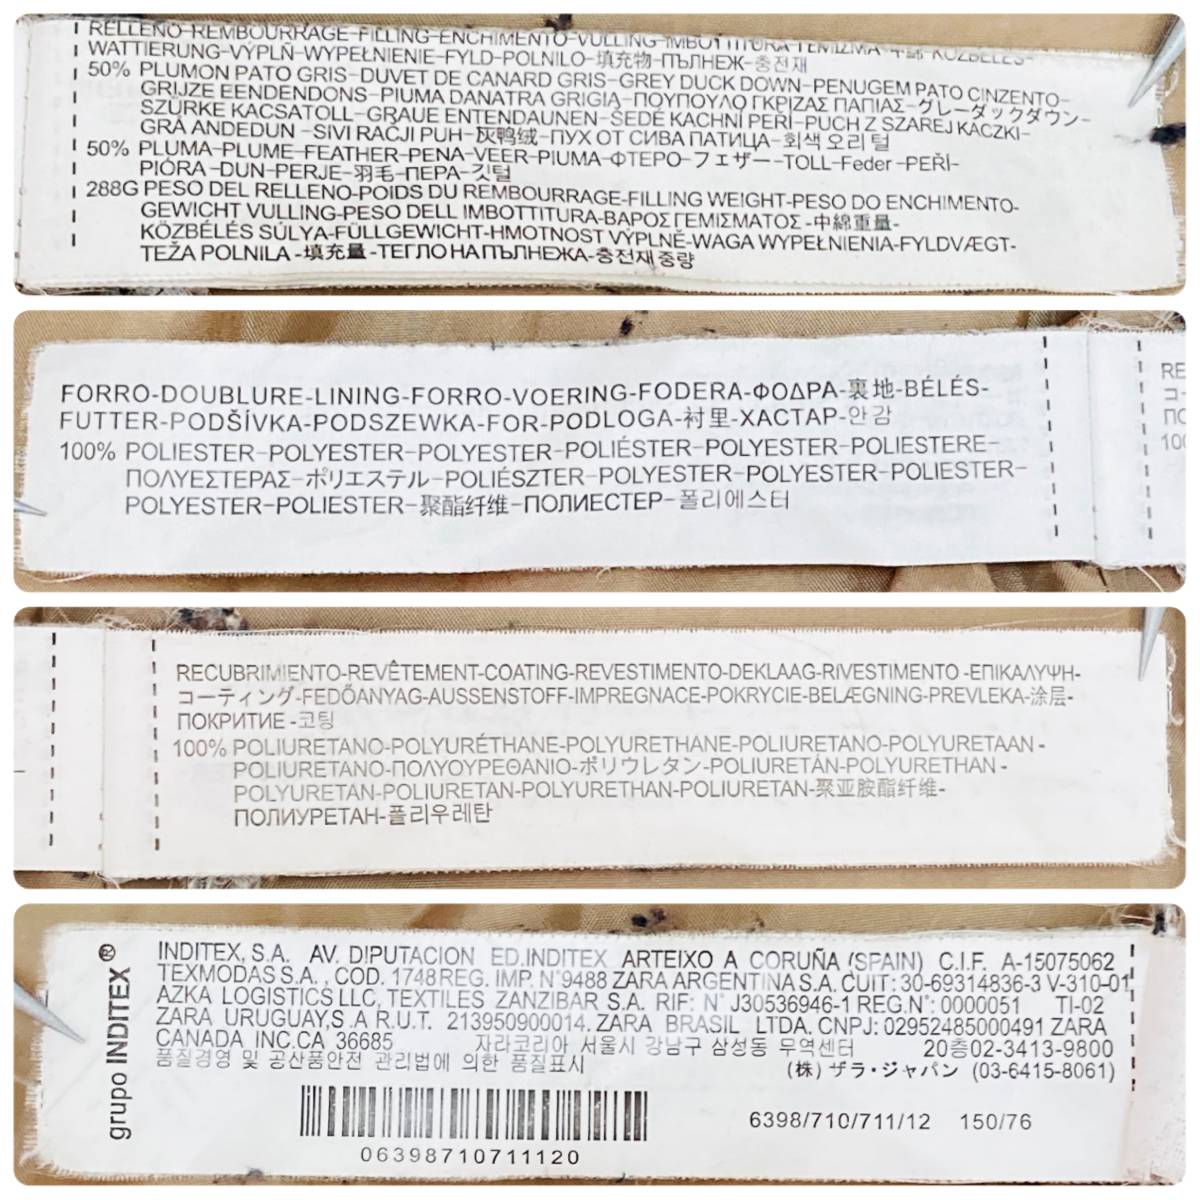 RELLENO-REMBOURRAGE-FILLING-ENCHIMENTO-VULLING-IMBOTTITURA-ΓΕΜΙΣΜΑ-中綿-KÖZBÉLÉS-
WATTIERUNG-VÝPLŇ-WYPEŁNIENIE-FYLD-POLNILO-填充物-ПЪЛНЕЖ-충전재
50% PLUMON PATO GRIS-DUVET DE CANARD GRIS-GREY DUCK DOWN-PENUGEM PATO CINZENTO-
GRIJZE EENDENDONS-PIUMA DANATRA GRIGIA-ΠΟΥΠΟΥΛΟ ΓΚΡΙΖΑΣ ΠΑΠΙΑΣ-グレーダックダウン-
SZÜRKE KACSATOLL-GRAUE ENTENDAUNEN-ŠEDÉ KACHNÍ PEŘÍ-PUCH Z SZAREJ KACZKI-
GRÅ ANDEDUN -SIVI RAČJI PUH-灰鸭绒-ПУХ ОТ СИВА ПАТИЦА-회색 오리 털
50% PLUMA-PLUME-FEATHER-PENA-VEER-PIUMA-ΦΤΕΡΟ-フェザー-TOLL-Feder-PEŘÍ-
PIÓRA-DUN-PERJE-羽毛-ПЕРА-깃털
288G PESO DEL RELLENO-POIDS DU REMBOURRAGE-FILLING WEIGHT-PESO DO ENCHIMENTO-
GEWICHT VULLING-PESO DELL IMBOTTITURA-ΒΑΡΟΣ ΓΕΜΙΣΜΑΤΟΣ-中綿重量-
KÖZBÉLÉS SÚLYA-FÜLLGEWICHT-HMOTNOST VÝPLNĚ-WAGA WYPEŁNIENIA-FYLDVÆGT-
TEŽA POLNILA-填充量-ТЕГЛО НА ПЪЛНЕЖА-충전재 중량
FORRO-DOUBLURE-LINING-FORRO-VOERING-FODERA-ΦΟΔΡΑ-裏地-BÉLÉS-
FUTTER-PODŠÍVKA-PODSZEWKA-FOR-PODLOGA-衬里-ХАСТАР-안감
100% POLIESTER-POLYESTER-POLYESTER-POLIÉSTER-POLYESTER-POLIESTERE-
ΠΟΛΥΕΣΤΕΡΑΣ-ポリエステル-POLIÉSZTER-POLYESTER-POLYESTER-POLIESTER-
POLYESTER-POLIESTER-聚酯纤维-ПОЛИЕСТЕР-폴리에스터
RECUBRIMIENTO-REVÊTEMENT-COATING-REVESTIMENTO-DEKLAAG-RIVESTIMENTO-ΕΠΙΚΑΛΥΨΗ-
コーティング-FEDŐANYAG-AUSSENSTOFF-IMPREGNACE-POKRYCIE-BELÆGNING-PREVLEKA-涂层-
ПОКРИТИЕ-코팅
100% POLIURETANO-POLYURÉTHANE-POLYURETHANE-POLIURETANO-POLYURETAAN-
POLIURETANO-ΠΟΛΥΟΥΡΕΘΑΝΙΟ-ポリウレタン-POLIURETÁN-POLYURETHAN-
POLYURETAN-POLIURETAN-POLYURETHAN-POLIURETAN-聚亚胺酯纤维-
ПОЛИУРЕТАН-폴리우레탄
grupo INDITEX®
INDITEX, S.A. AV. DIPUTACION ED.INDITEX ARTEIXO A CORUÑA (SPAIN) C.I.F. A-15075062
TEXMODAS S.A., COD. 1748 REG. IMP. N°9488 ZARA ARGENTINA S.A. CUIT: 30-69314836-3 V-310-01
AZKA LOGISTICS LLC, TEXTILES ZANZIBAR S.A. RIF: N° J30536946-1 REG.N°: 0000051 TI-02
ZARA URUGUAY,S.A R.U.T. 213950900014. ZARA BRASIL LTDA. CNPJ: 02952485000491 ZARA
CANADA INC.CA 36685 자라코리아 서울시 강남구 삼성동 무역센터 20층02-3413-9800
품질경영 및 공산품안전 관리법에 의한 품질표시 (株) ザラ・ジャパン (03-6415-8061)
6398/710/711/12 150/76
06398710711120